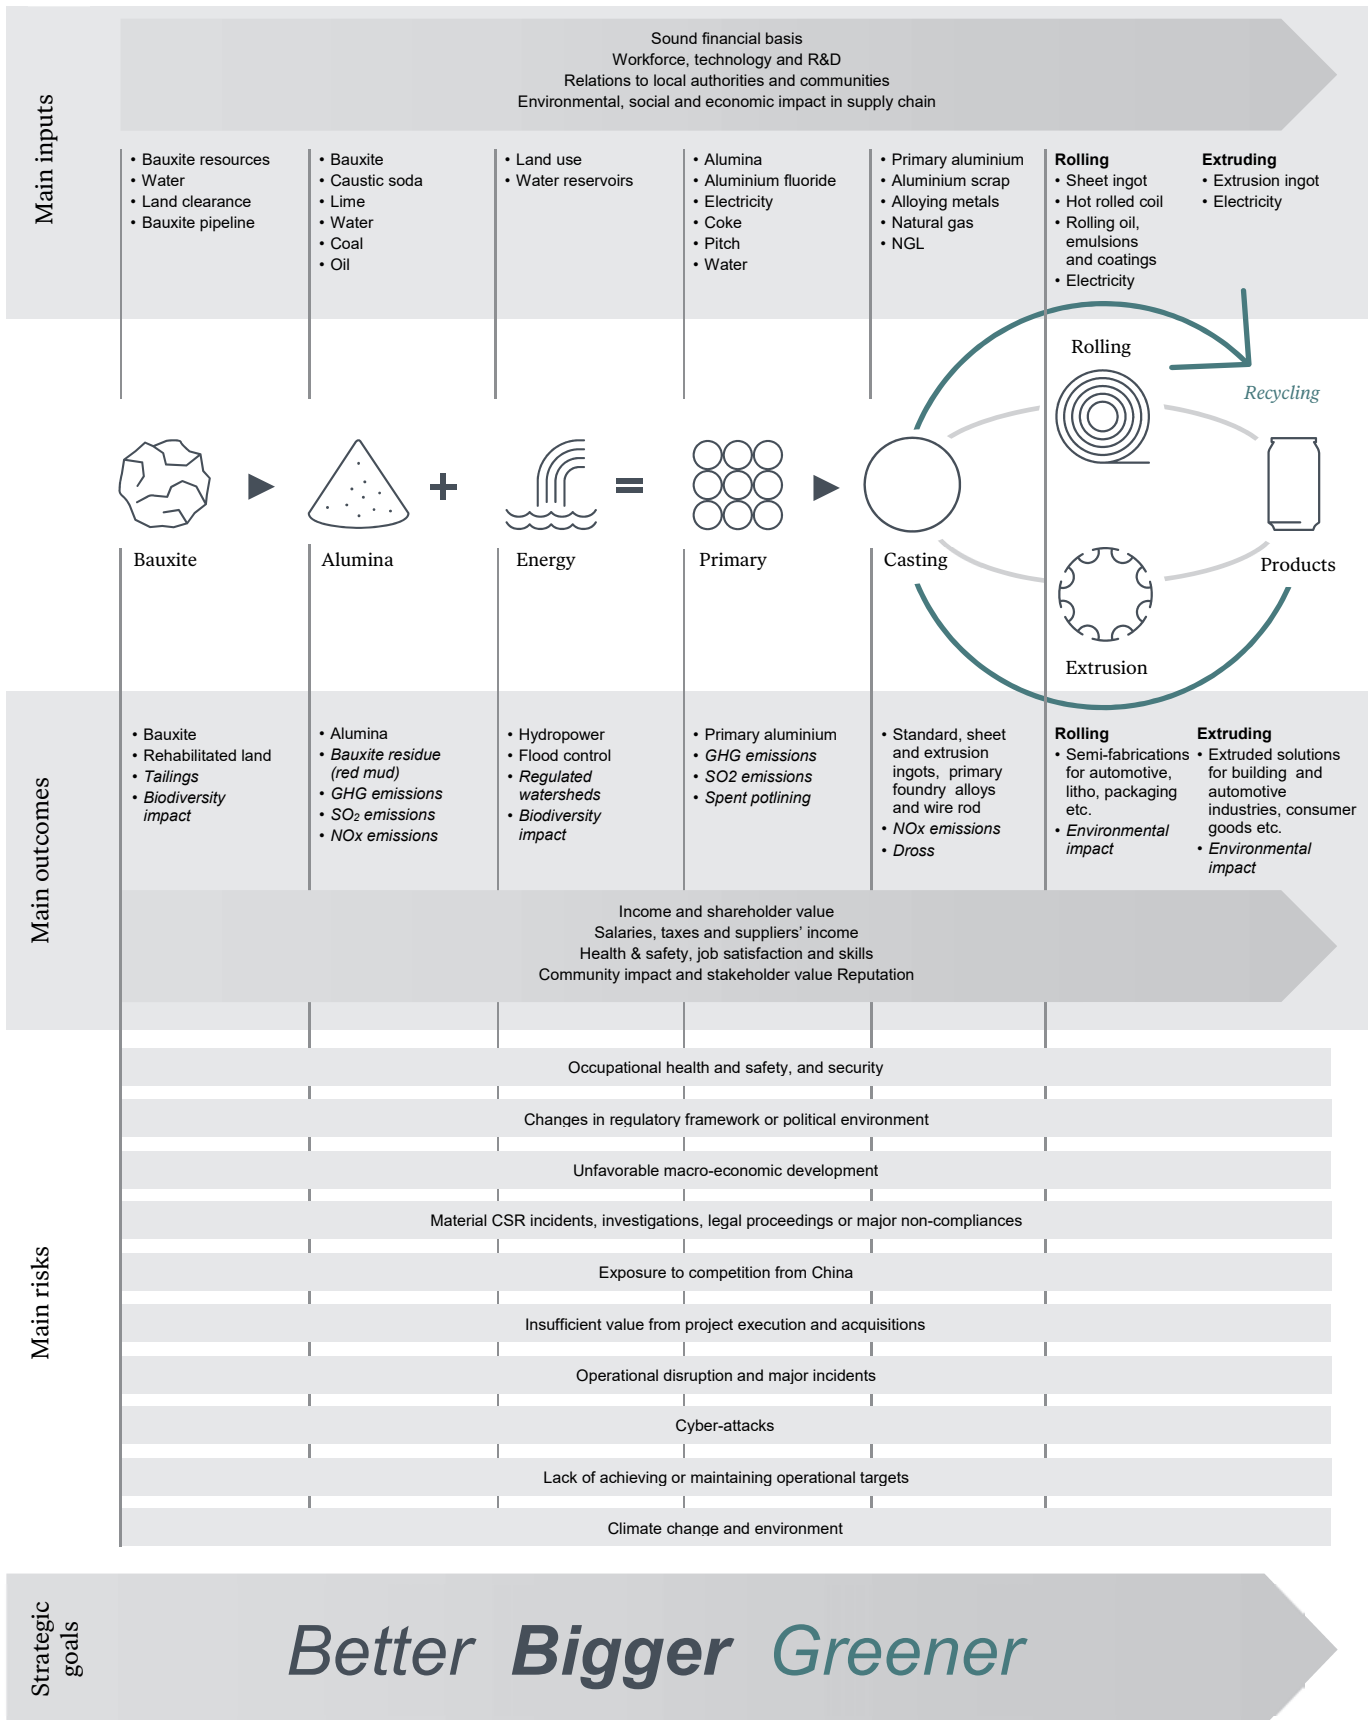 Main inputs
Sound financial basis
Workforce, technology and R&D
Relations to local authorities and communities
Environmental, social and economic impact in supply chain
• Bauxite resources
• Water
• Land clearance
• Bauxite pipeline
• Bauxite
• Caustic soda
• Lime
• Water
• Coal
• Oil
• Land use
• Water reservoirs
• Alumina
• Aluminium fluoride
• Electricity
• Coke
• Pitch
• Water
• Primary aluminium
• Aluminium scrap
• Alloying metals
• Natural gas
• NGL
Rolling
• Sheet ingot
• Hot rolled coil
• Rolling oil,
emulsions
and coatings
• Electricity
Extruding
• Extrusion ingot
• Electricity
Rolling
Recycling
Bauxite
Alumina
+
Energy
=
Primary
Casting
Products
Extrusion
Main outcomes
• Bauxite
• Rehabilitated land
• Tailings
• Biodiversity
impact
• Alumina
• Bauxite residue
(red mud)
• GHG emissions
• SO₂ emissions
• NOx emissions
• Hydropower
• Flood control
• Regulated
watersheds
• Biodiversity
impact
• Primary aluminium
• GHG emissions
• SO2 emissions
• Spent potlining
• Standard, sheet
and extrusion
ingots, primary
foundry alloys
and wire rod
• NOx emissions
• Dross
Rolling
• Semi-fabrications
for automotive,
litho, packaging
etc.
• Environmental
impact
Extruding
• Extruded solutions
for building and
automotive
industries, consumer
goods etc.
• Environmental
impact
Income and shareholder value
Salaries, taxes and suppliers’ income
Health & safety, job satisfaction and skills
Community impact and stakeholder value Reputation
Main risks
Occupational health and safety, and security
Changes in regulatory framework or political environment
Unfavorable macro-economic development
Material CSR incidents, investigations, legal proceedings or major non-compliances
Exposure to competition from China
Insufficient value from project execution and acquisitions
Operational disruption and major incidents
Cyber-attacks
Lack of achieving or maintaining operational targets
Climate change and environment
Strategic
goals
Better Bigger Greener